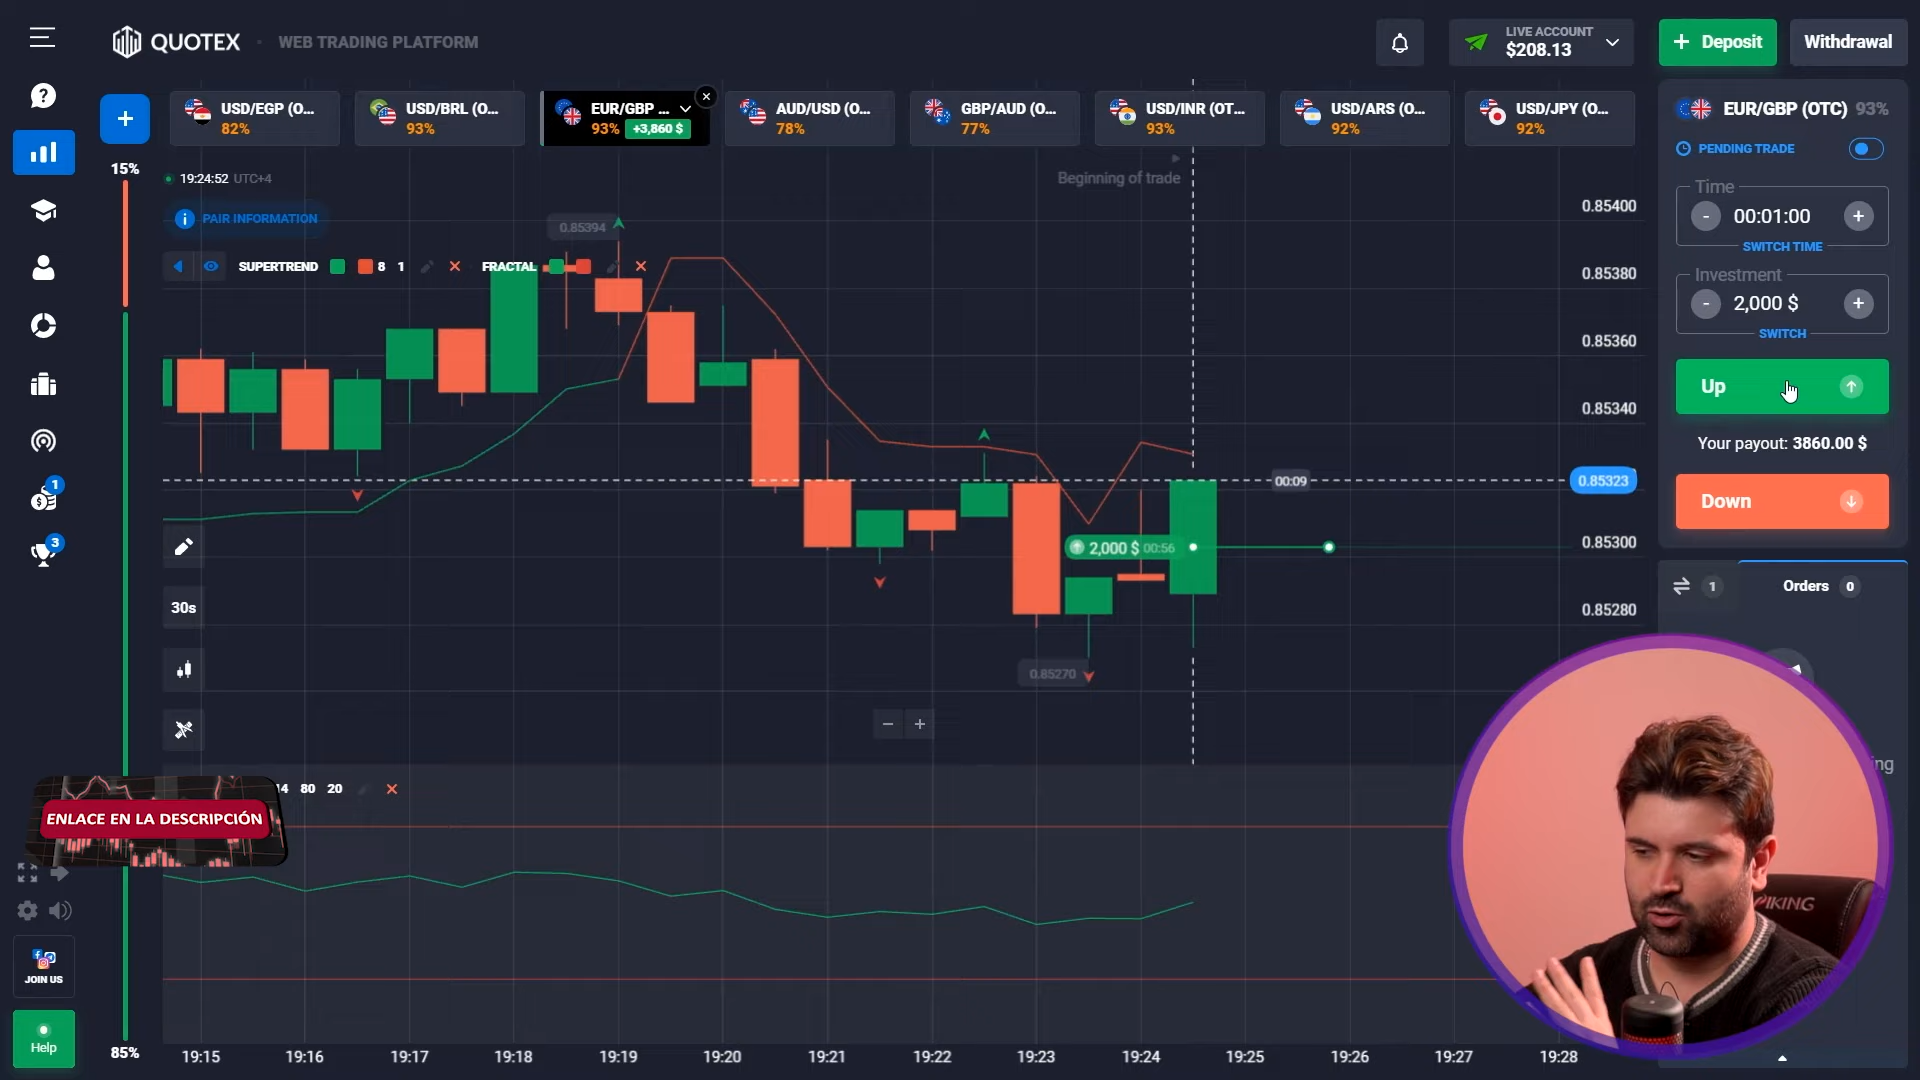 QUOTEX
WEB TRADING PLATFORM
LIVE ACCOUNT
$208.13
+ Deposit
Withdrawal
USD/EGP (O...
82%
USD/BRL (O...
93%
EUR/GBP ...
93% +3,860 $
AUD/USD (O...
78%
GBP/AUD (O...
77%
USD/INR (OT...
93%
USD/ARS (O...
92%
USD/JPY (O...
92%
EUR/GBP (OTC) 93%
PENDING TRADE
Time
- 00:01:00 +
SWITCH TIME
Investment
- 2,000 $ +
SWITCH
Up
Your payout: 3860.00 $
Down
1
Orders 0
15%
19:24:52 UTC+4
Beginning of trade
PAIR INFORMATION
0.85394
SUPERTREND 8 1
FRACTAL
0.85400
0.85380
0.85360
0.85340
0.85323
0.85300
0.85280
00:09
2,000 $ 00:56
0.85270
30s
14 80 20
ENLACE EN LA DESCRIPCIÓN
1
3
JOIN US
Help
85%
19:15 19:16 19:17 19:18 19:19 19:20 19:21 19:22 19:23 19:24 19:25 19:26 19:27 19:28